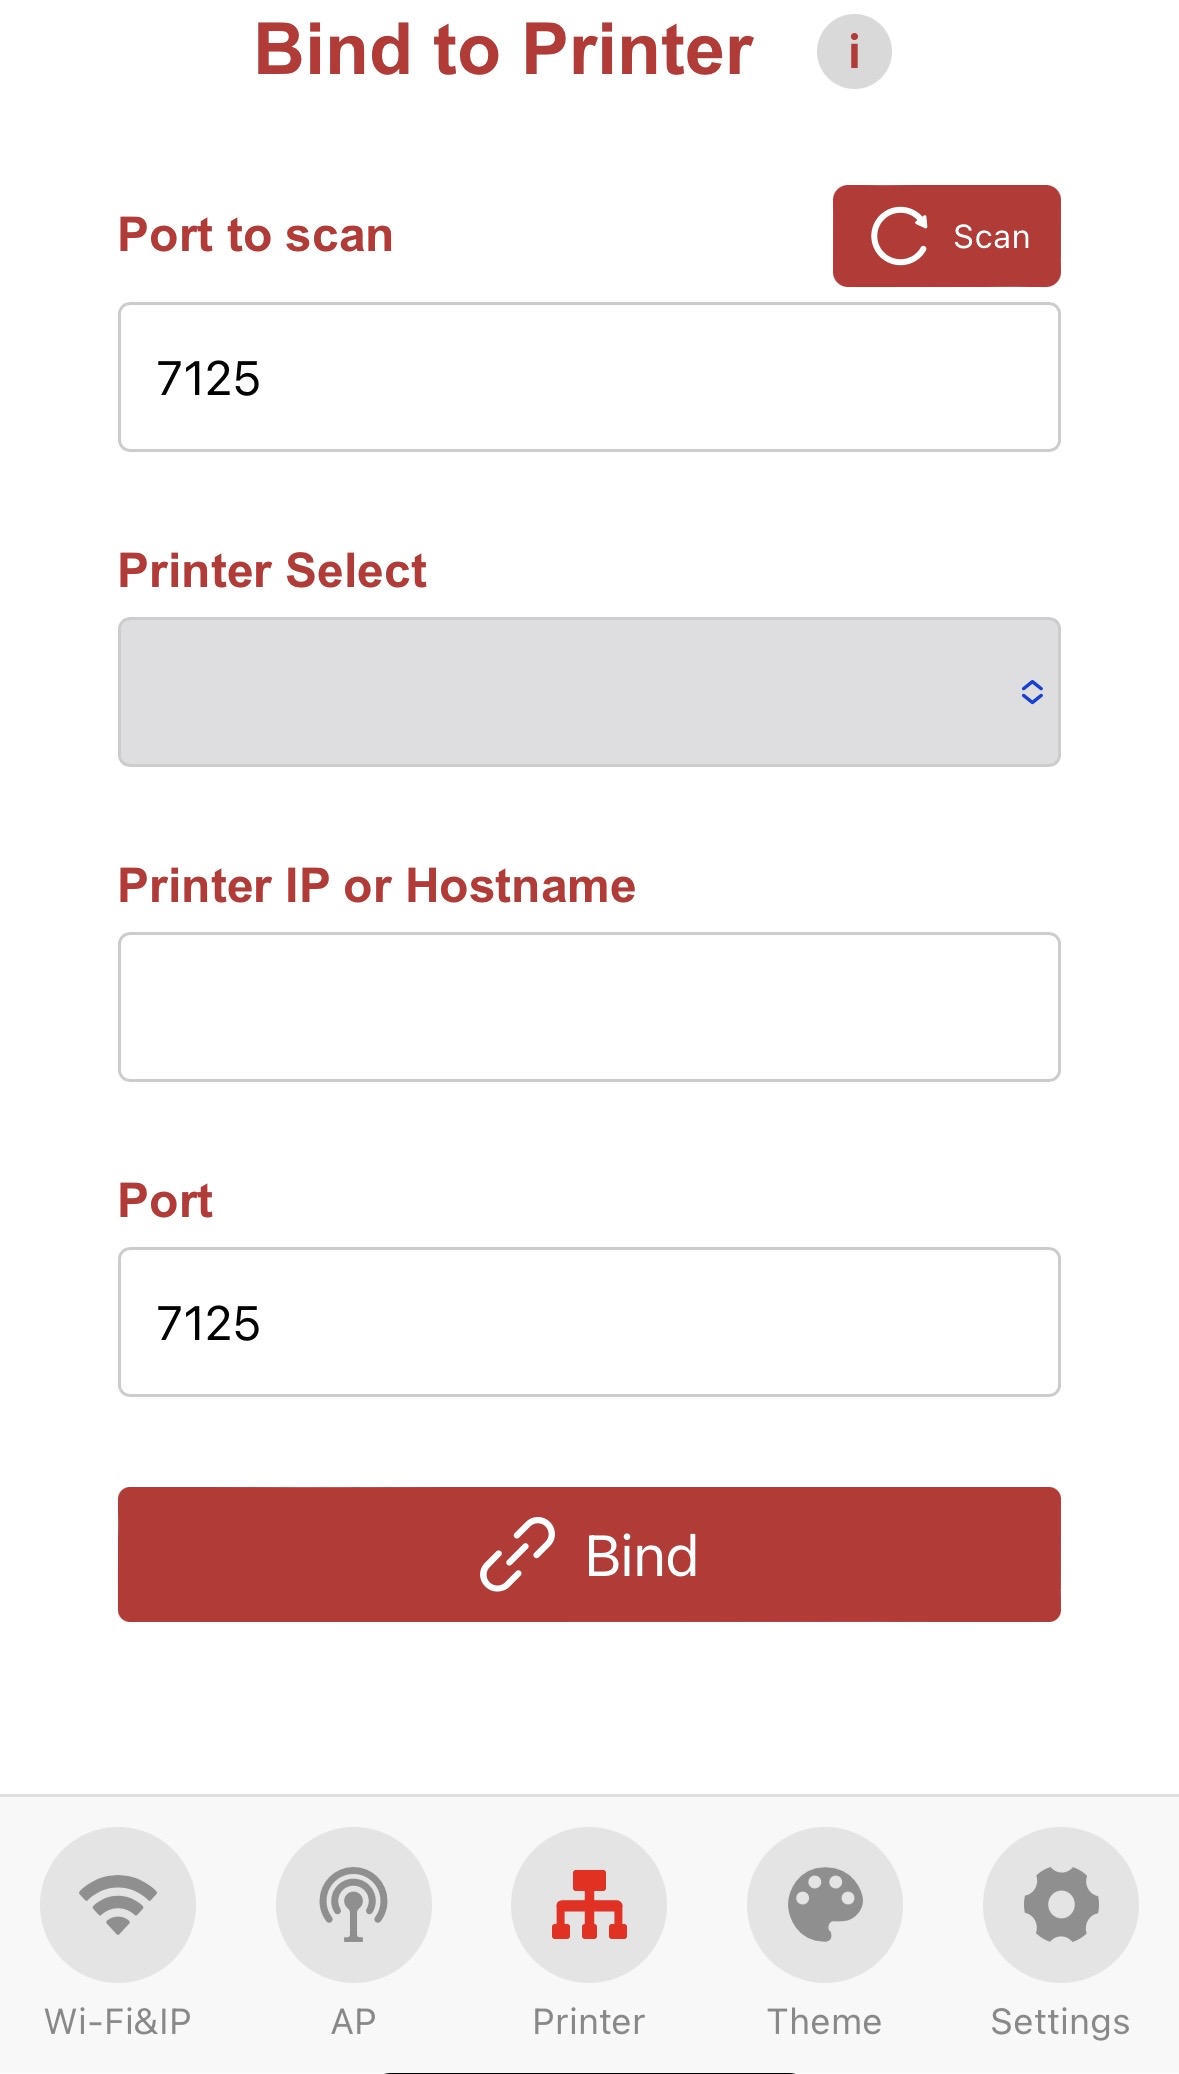 Bind to Printer i
Port to scan
Scan
7125
Printer Select
Printer IP or Hostname
Port
7125
Bind
Wi-Fi&IP AP Printer Theme Settings